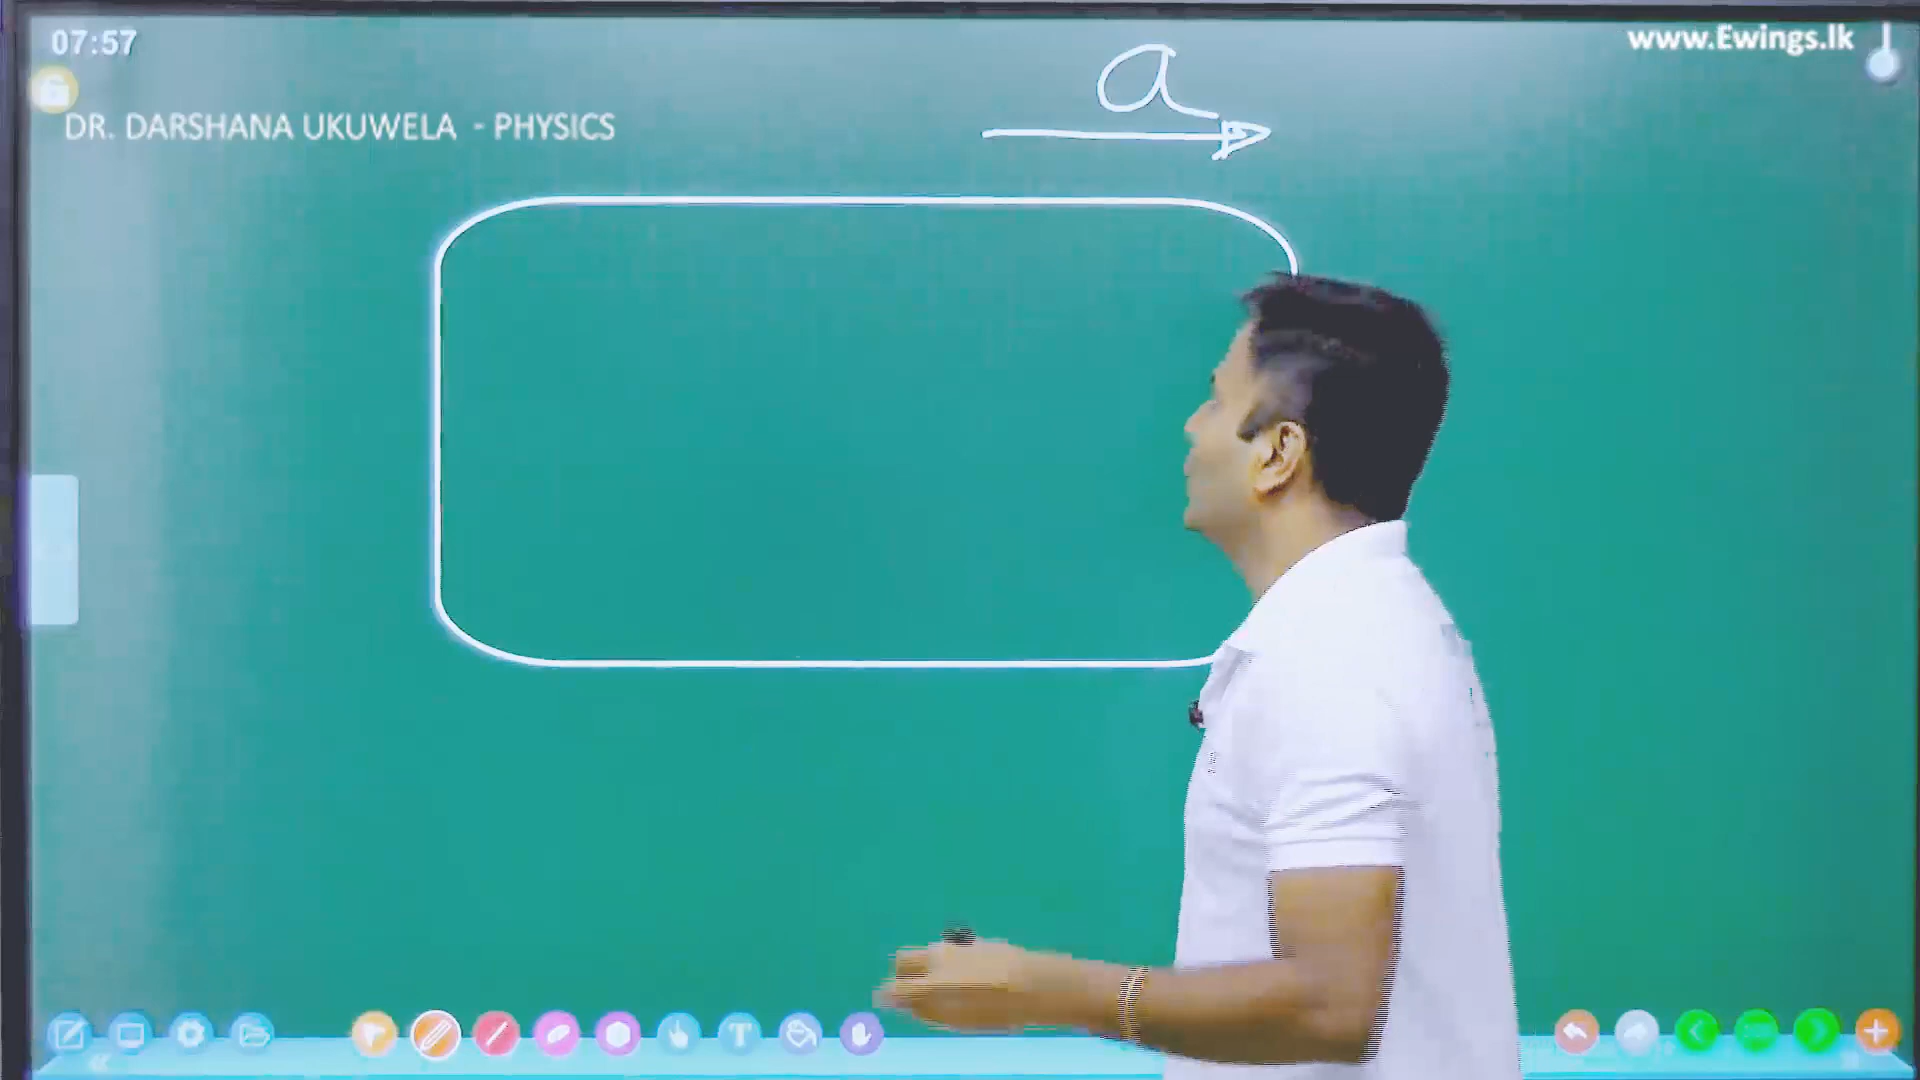 07:57
www.Ewings.lk
a
DR. DARSHANA UKUWELA - PHYSICS
T